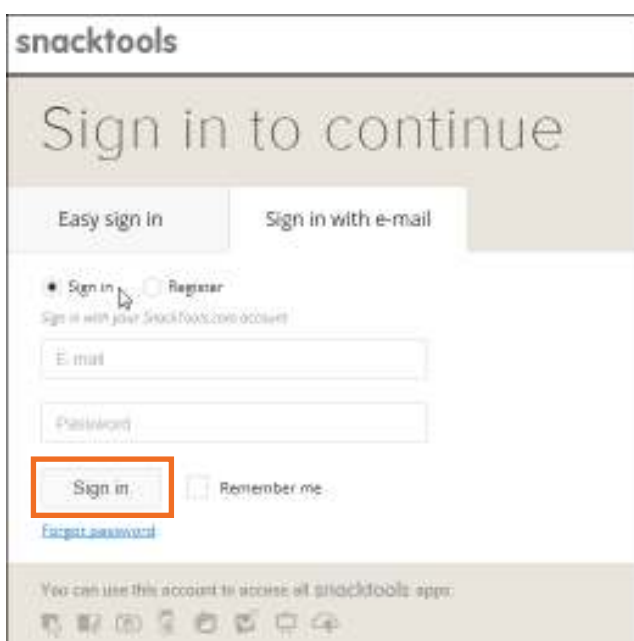 snacktools
Sign in to continue
Easy sign in
Sign in with e-mail
Sign in
Register
Sign in with your SnackTools.com account
E-mail
Password
Sign in
Remember me
Forgot password
You can use this account to access all snacktools apps: